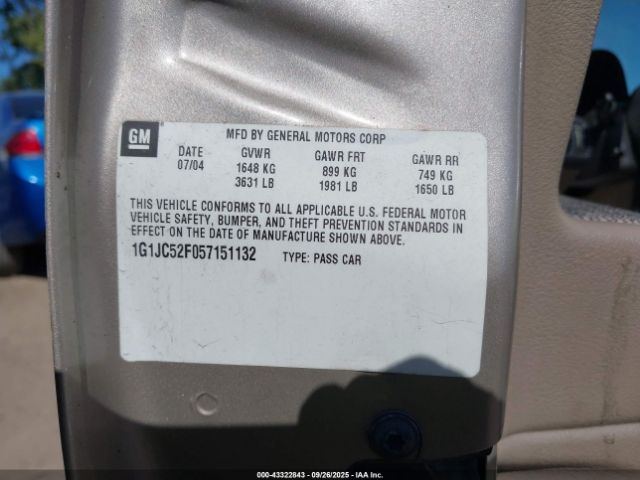 GM
MFD BY GENERAL MOTORS CORP
DATE GVWR GAWR FRT GAWR RR
07/04 1648 KG 899 KG 749 KG
3631 LB 1981 LB 1650 LB
THIS VEHICLE CONFORMS TO ALL APPLICABLE U.S. FEDERAL MOTOR
VEHICLE SAFETY, BUMPER, AND THEFT PREVENTION STANDARDS IN
EFFECT ON THE DATE OF MANUFACTURE SHOWN ABOVE.
1G1JC52F057151132 TYPE: PASS CAR
000-43322843 - 09/26/2025 - IAA Inc.